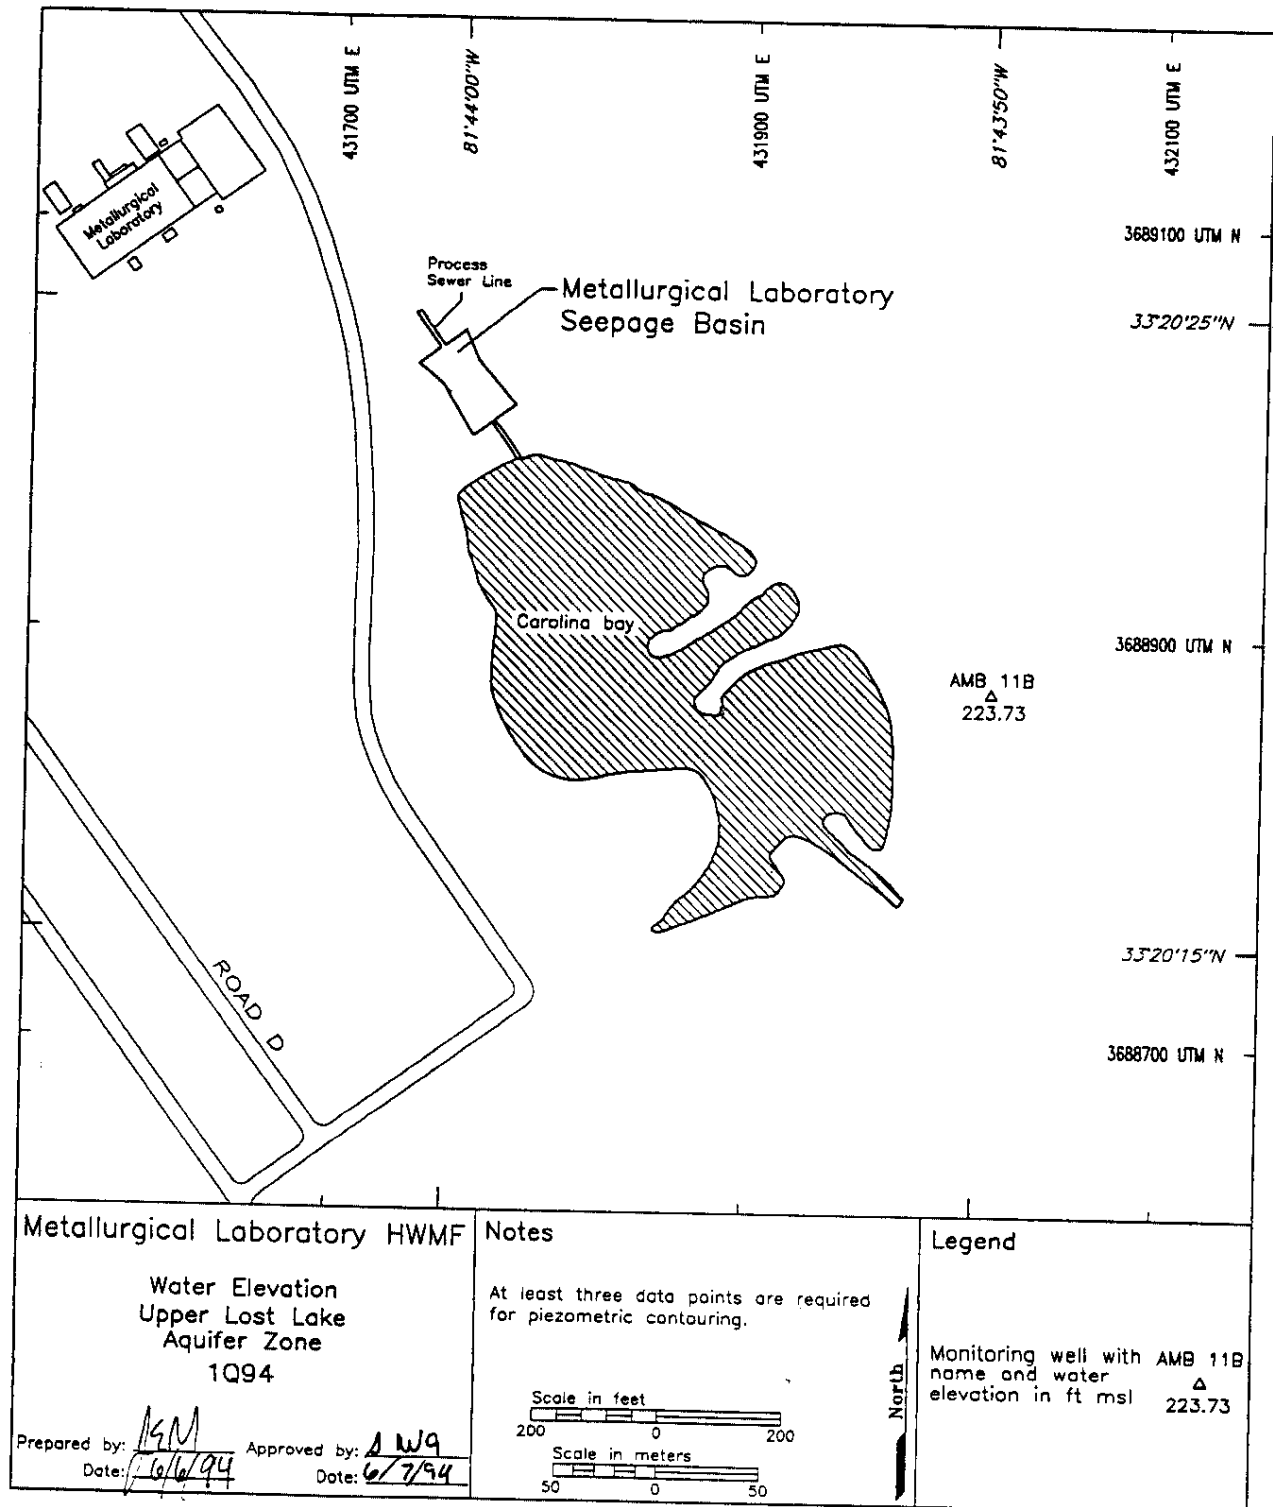 431700 UTM E
81°44'00"W
431900 UTM E
81°43'50"W
432100 UTM E
Metallurgical
Laboratory
3689100 UTM N
Process
Sewer Line
Metallurgical Laboratory
Seepage Basin
33°20'25"N
Carolina bay
3688900 UTM N
AMB 11B
223.73
ROAD D
33°20'15"N
3688700 UTM N
Metallurgical Laboratory HWMF
Water Elevation
Upper Lost Lake
Aquifer Zone
1Q94
Prepared by:
Date: 6/6/94
Approved by:
Date: 6/7/94
Notes
At least three data points are required
for piezometric contouring.
Scale in feet
200 0 200
Scale in meters
50 0 50
North
Legend
Monitoring well with
name and water
elevation in ft msl
AMB 11B
223.73